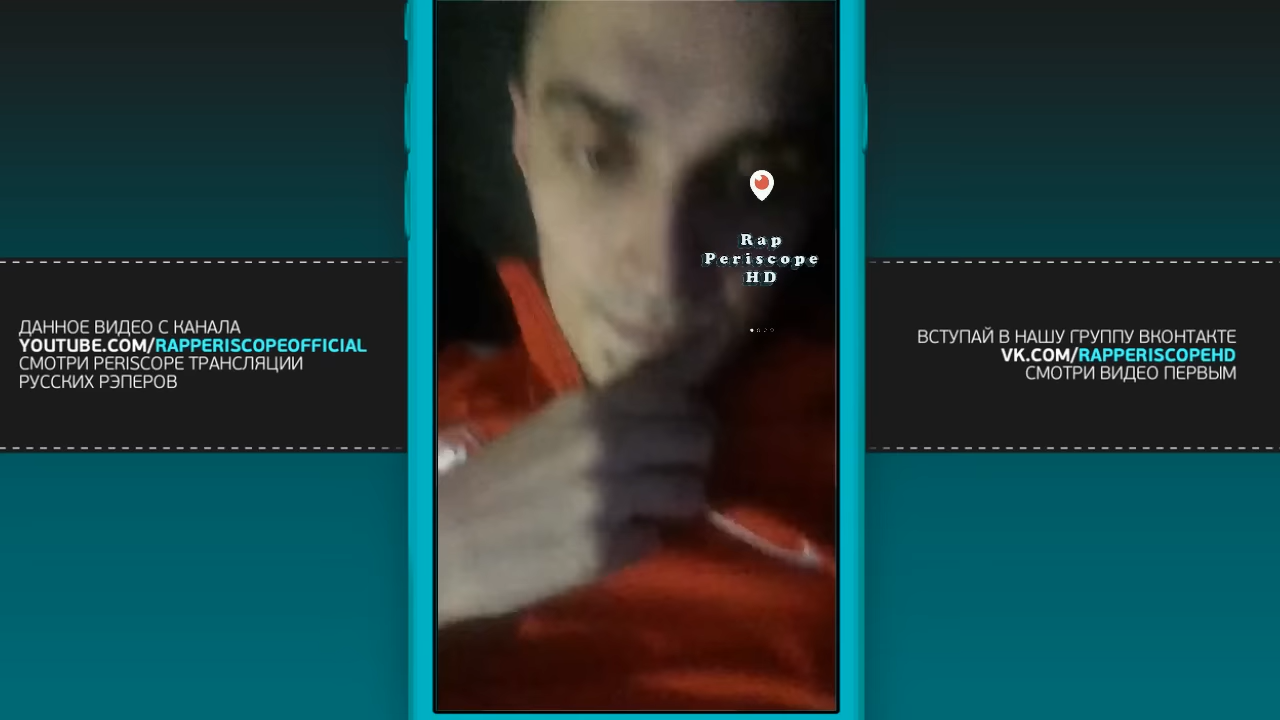 ДАННОЕ ВИДЕО С КАНАЛА
YOUTUBE.COM/RAPPERISCOPEOFFICIAL
СМОТРИ PERISCOPE ТРАНСЛЯЦИИ
РУССКИХ РЭПЕРОВ
Rap
Periscope
HD
ВСТУПАЙ В НАШУ ГРУППУ ВКОНТАКТЕ
VK.COM/RAPPERISCOPEHD
СМОТРИ ВИДЕО ПЕРВЫМ